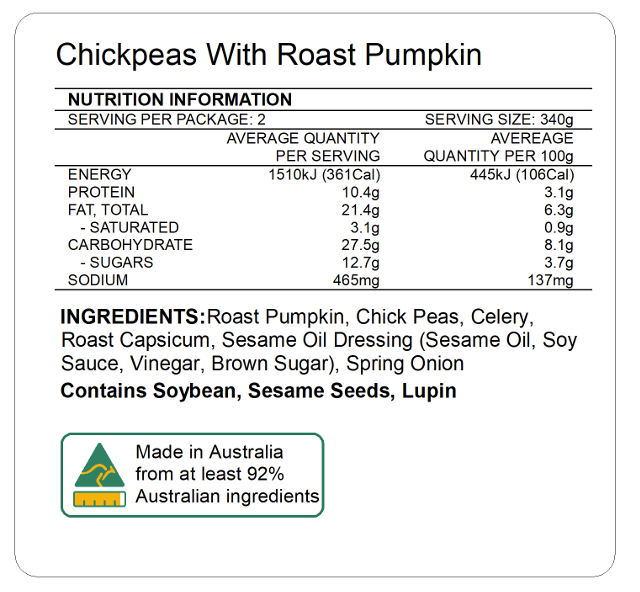 Chickpeas With Roast Pumpkin
NUTRITION INFORMATION
SERVING PER PACKAGE: 2 SERVING SIZE: 340g
AVERAGE QUANTITY AVEREAGE
PER SERVING QUANTITY PER 100g
ENERGY 1510kJ (361Cal) 445kJ (106Cal)
PROTEIN 10.4g 3.1g
FAT, TOTAL 21.4g 6.3g
- SATURATED 3.1g 0.9g
CARBOHYDRATE 27.5g 8.1g
- SUGARS 12.7g 3.7g
SODIUM 465mg 137mg
INGREDIENTS:Roast Pumpkin, Chick Peas, Celery,
Roast Capsicum, Sesame Oil Dressing (Sesame Oil, Soy
Sauce, Vinegar, Brown Sugar), Spring Onion
Contains Soybean, Sesame Seeds, Lupin
Made in Australia
from at least 92%
Australian ingredients